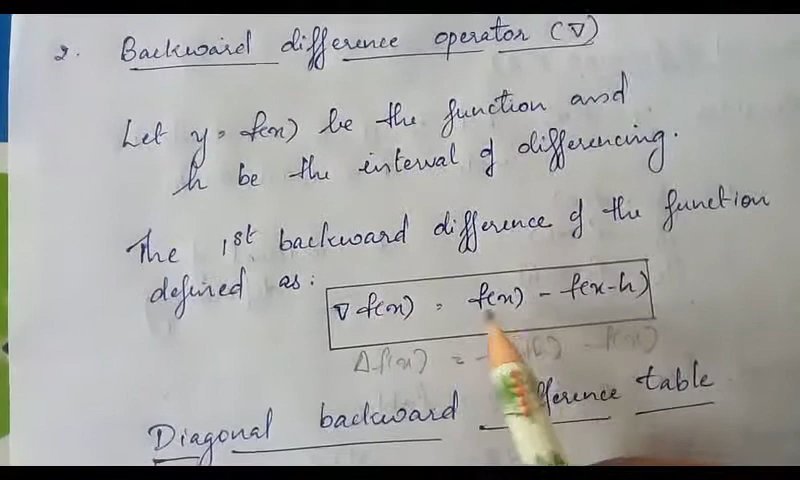 2. Backward difference operator (∇)
Let y = f(x) be the function and
h be the interval of differencing.
The 1st backward difference of the function
defined as:
∇f(x) = f(x) - f(x-h)
Δf(x) = - f(x)
Diagonal backward difference table